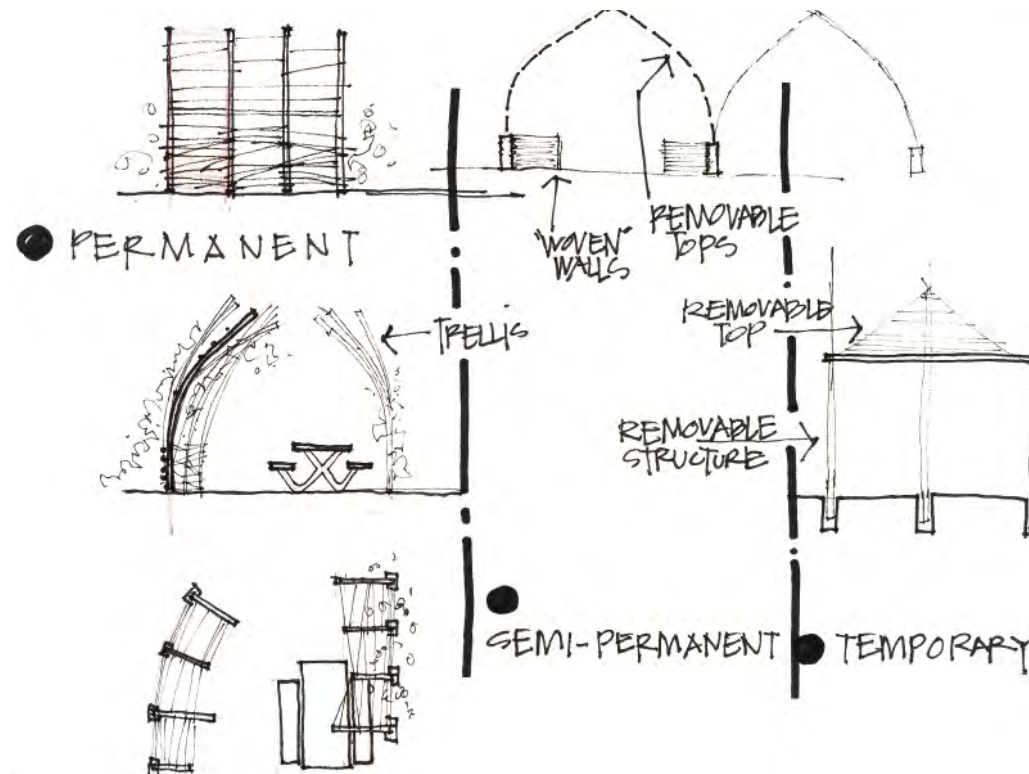 PERMANENT
TRELLIS
"WOVEN"
WALLS
REMOVABLE
TOPS
SEMI-PERMANENT
REMOVABLE
TOP
REMOVABLE
STRUCTURE
TEMPORARY